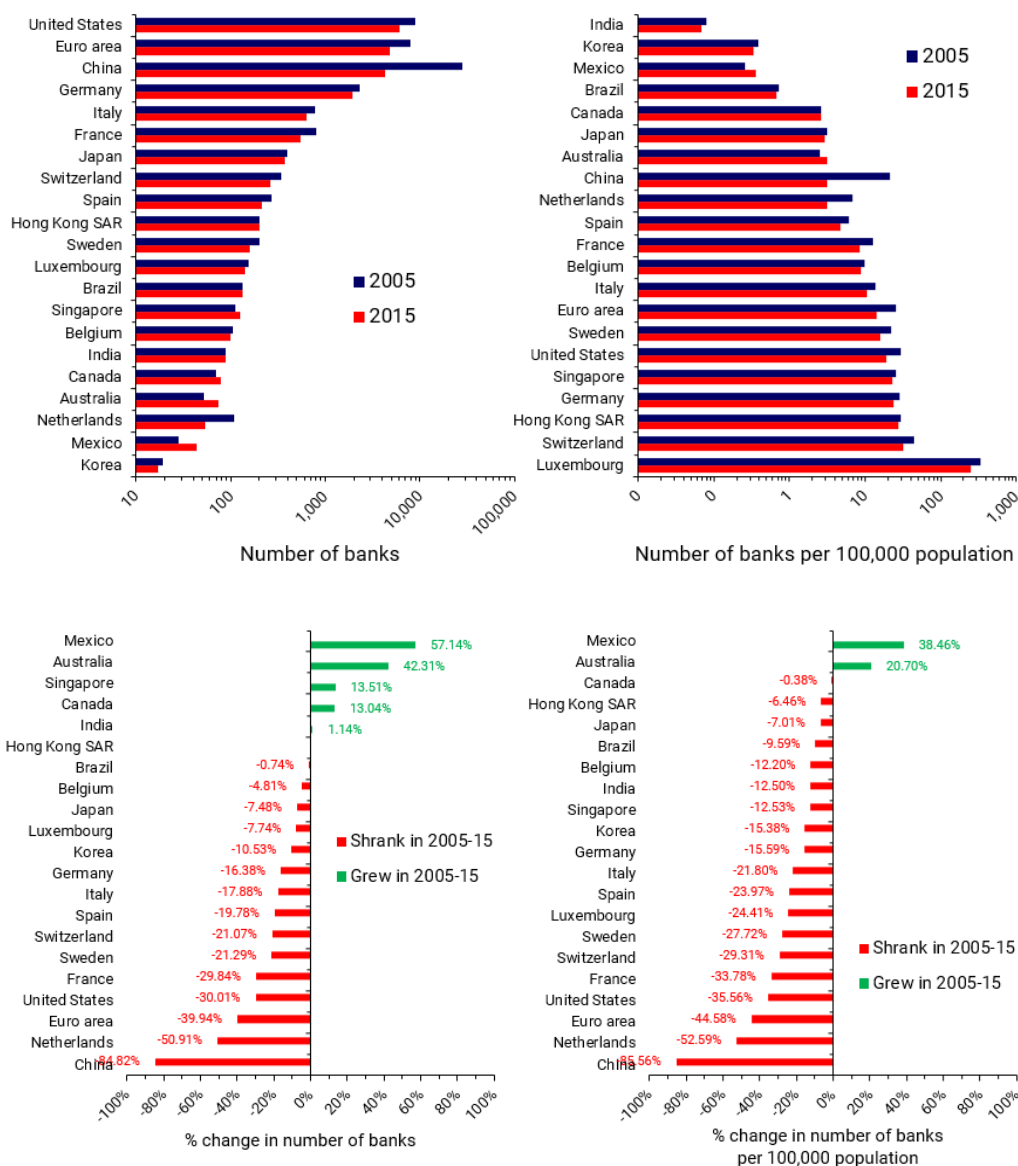 United States
Euro area
China
Germany
Italy
France
Japan
Switzerland
Spain
Hong Kong SAR
Sweden
Luxembourg
Brazil
Singapore
Belgium
India
Canada
Australia
Netherlands
Mexico
Korea
2005
2015
10
100
1,000
10,000
100,000
Number of banks
India
Korea
Mexico
Brazil
Canada
Japan
Australia
China
Netherlands
Spain
France
Belgium
Italy
Euro area
Sweden
United States
Singapore
Germany
Hong Kong SAR
Switzerland
Luxembourg
2005
2015
0
0
1
10
100
1,000
Number of banks per 100,000 population
Mexico 57.14%
Australia 42.31%
Singapore 13.51%
Canada 13.04%
India 1.14%
Hong Kong SAR
Brazil -0.74%
Belgium -4.81%
Japan -7.48%
Luxembourg -7.74%
Korea -10.53%
Germany -16.38%
Italy -17.88%
Spain -19.78%
Switzerland -21.07%
Sweden -21.29%
France -29.84%
United States -30.01%
Euro area -39.94%
Netherlands -50.91%
China -84.82%
Shrank in 2005-15
Grew in 2005-15
-100%
-80%
-60%
-40%
-20%
0%
20%
40%
60%
80%
100%
% change in number of banks
Mexico 38.46%
Australia 20.70%
Canada -0.38%
Hong Kong SAR -6.46%
Japan -7.01%
Brazil -9.59%
Belgium -12.20%
India -12.50%
Singapore -12.53%
Korea -15.38%
Germany -15.59%
Italy -21.80%
Spain -23.97%
Luxembourg -24.41%
Sweden -27.72%
Switzerland -29.31%
France -33.78%
United States -35.56%
Euro area -44.58%
Netherlands -52.59%
China -85.56%
Shrank in 2005-15
Grew in 2005-15
-100%
-80%
-60%
-40%
-20%
0%
20%
40%
60%
80%
100%
% change in number of banks
per 100,000 population